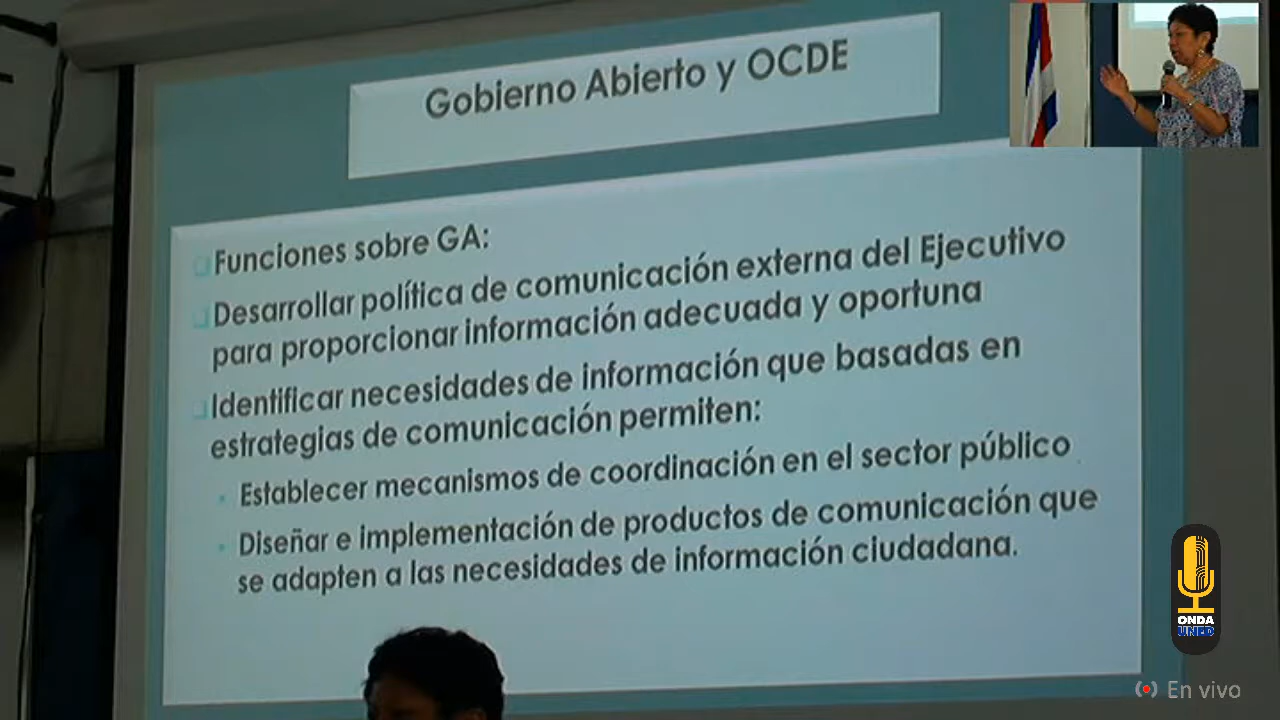 Gobierno Abierto y OCDE
Funciones sobre GA:
Desarrollar política de comunicación externa del Ejecutivo
para proporcionar información adecuada y oportuna
Identificar necesidades de información que basadas en
estrategias de comunicación permiten:
Establecer mecanismos de coordinación en el sector público
Diseñar e implementación de productos de comunicación que
se adapten a las necesidades de información ciudadana.
ONDA
UNED
En vivo